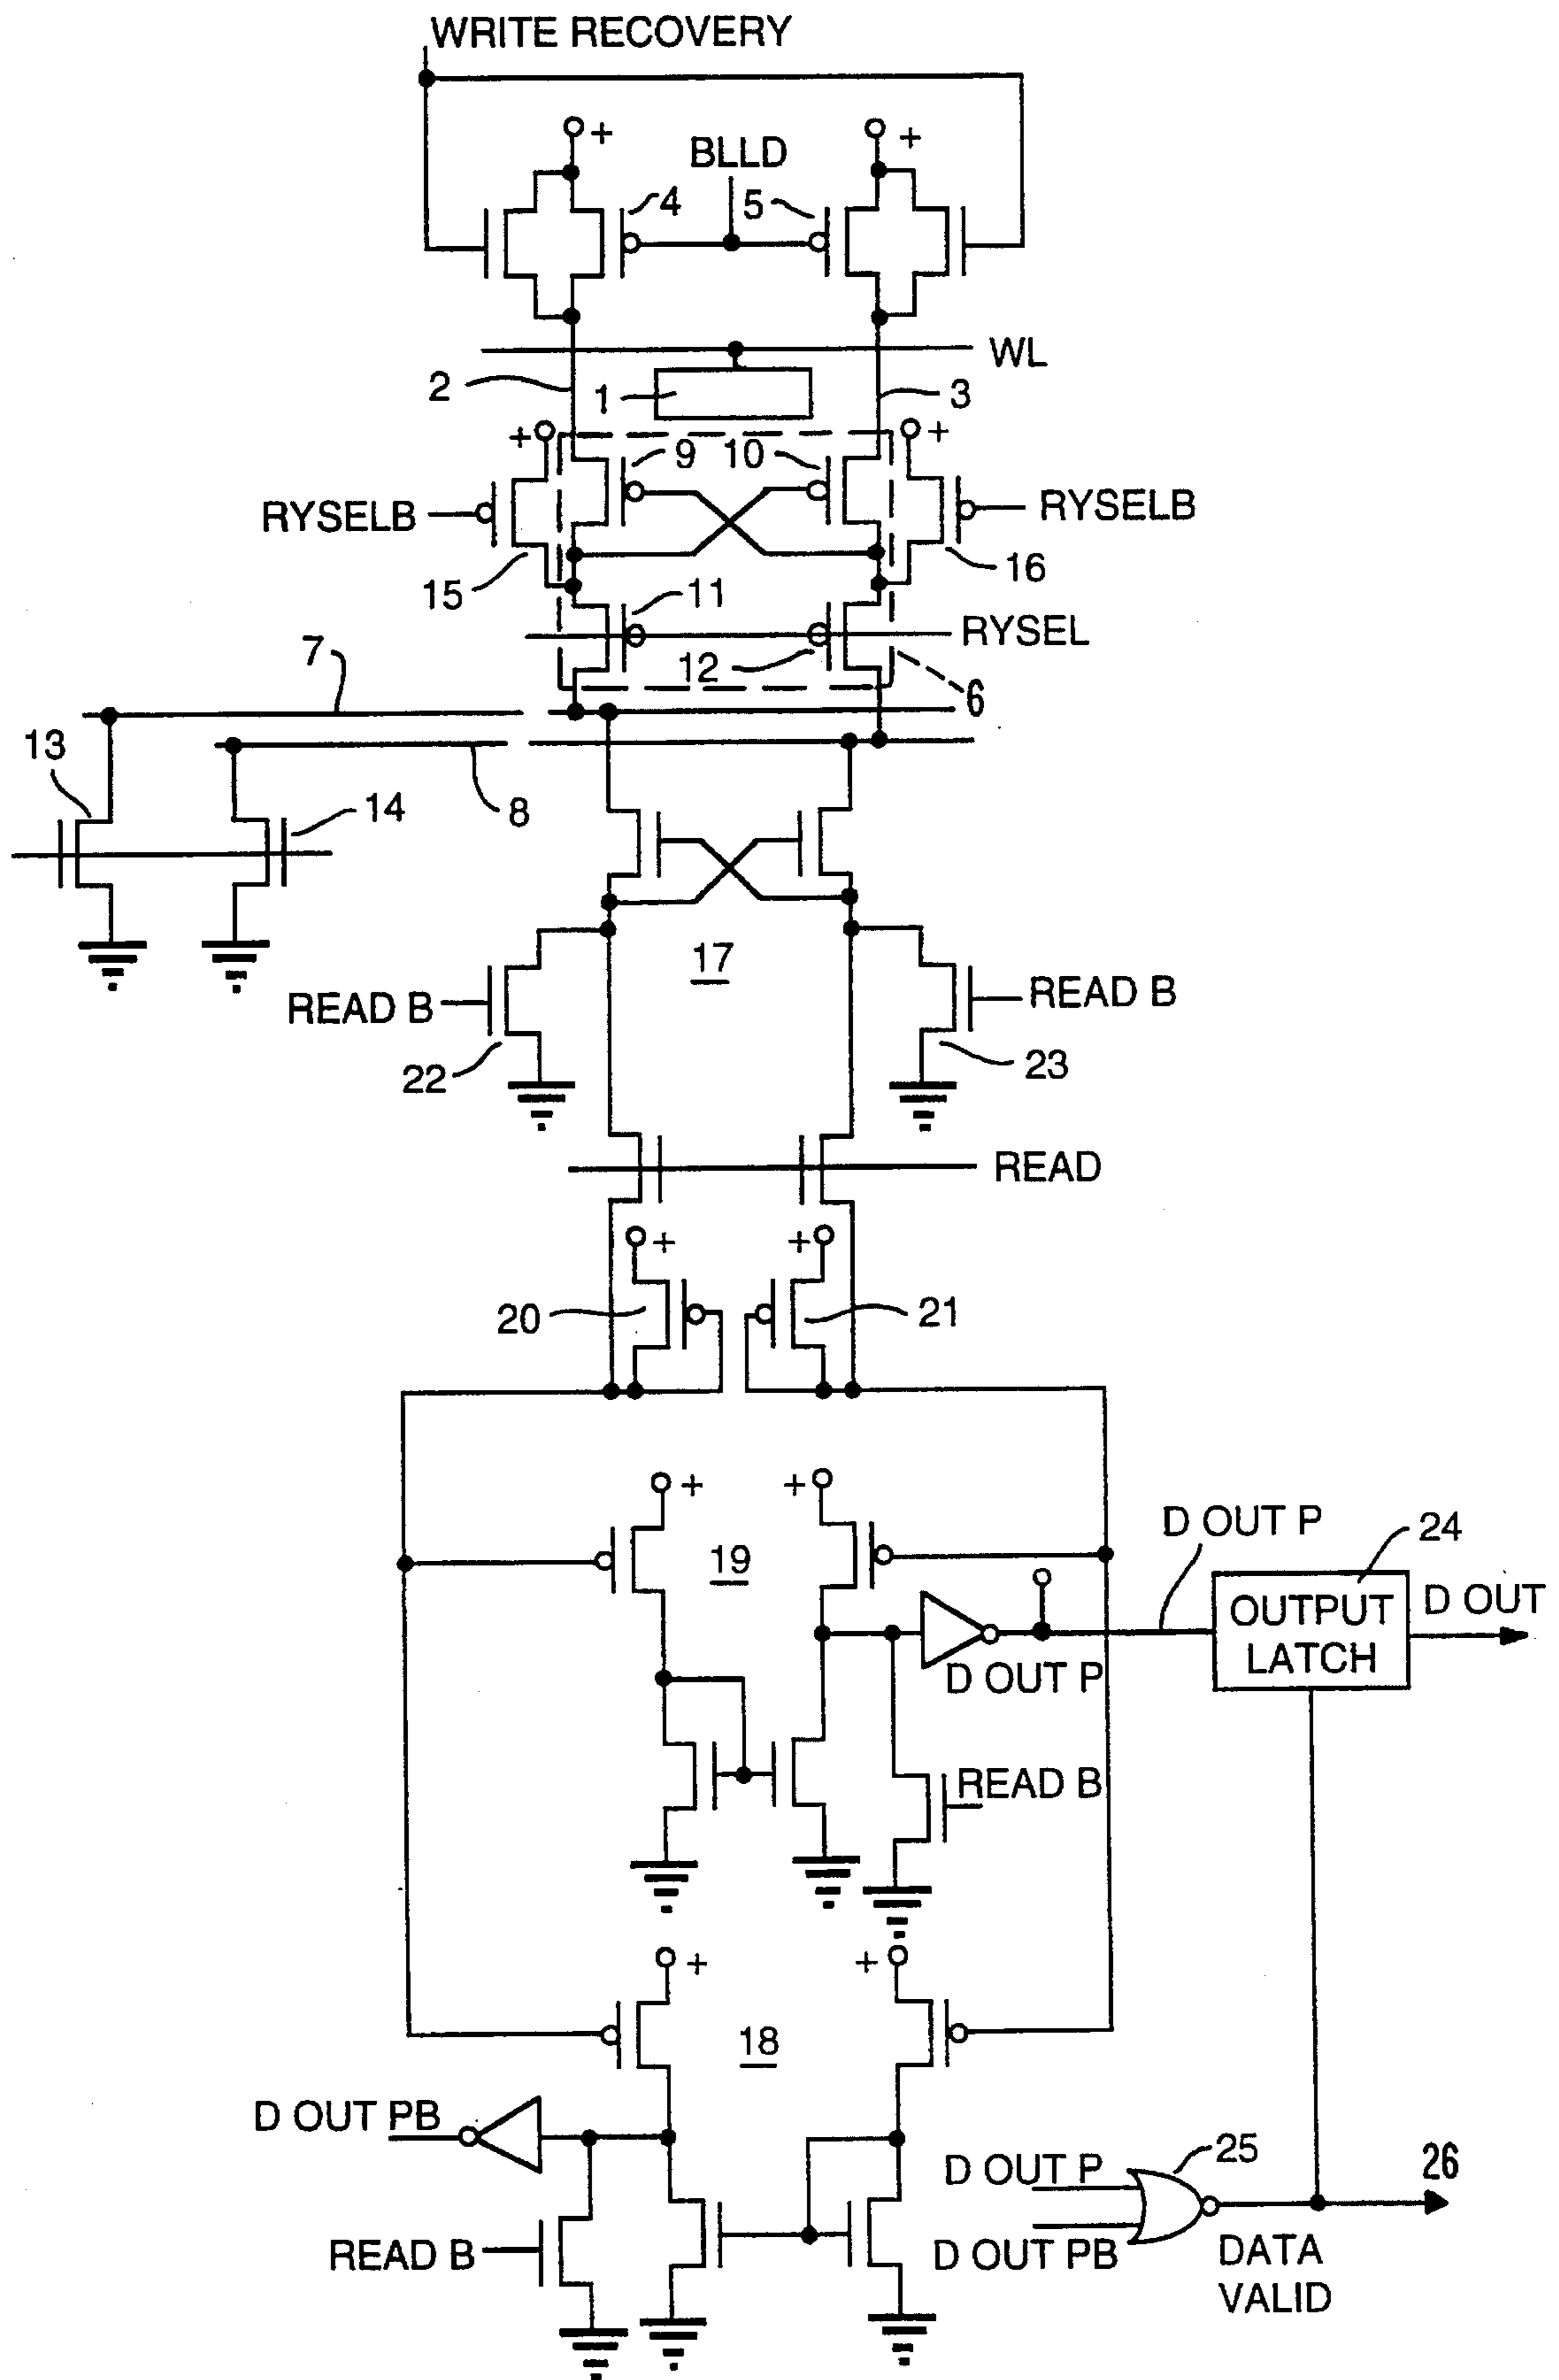 WRITE RECOVERY
+
+
BLLD
4
5
WL
2
1
3
+
+
9
10
RYSELB
RYSELB
15
16
11
RYSEL
12
6
7
13
14
8
17
READ B
READ B
22
23
READ
+
+
20
21
+
+
D OUT P
24
19
OUTPUT
LATCH
D OUT
D OUT P
READ B
+
+
18
D OUT PB
D OUT P
25
26
D OUT PB
DATA
VALID
READ B